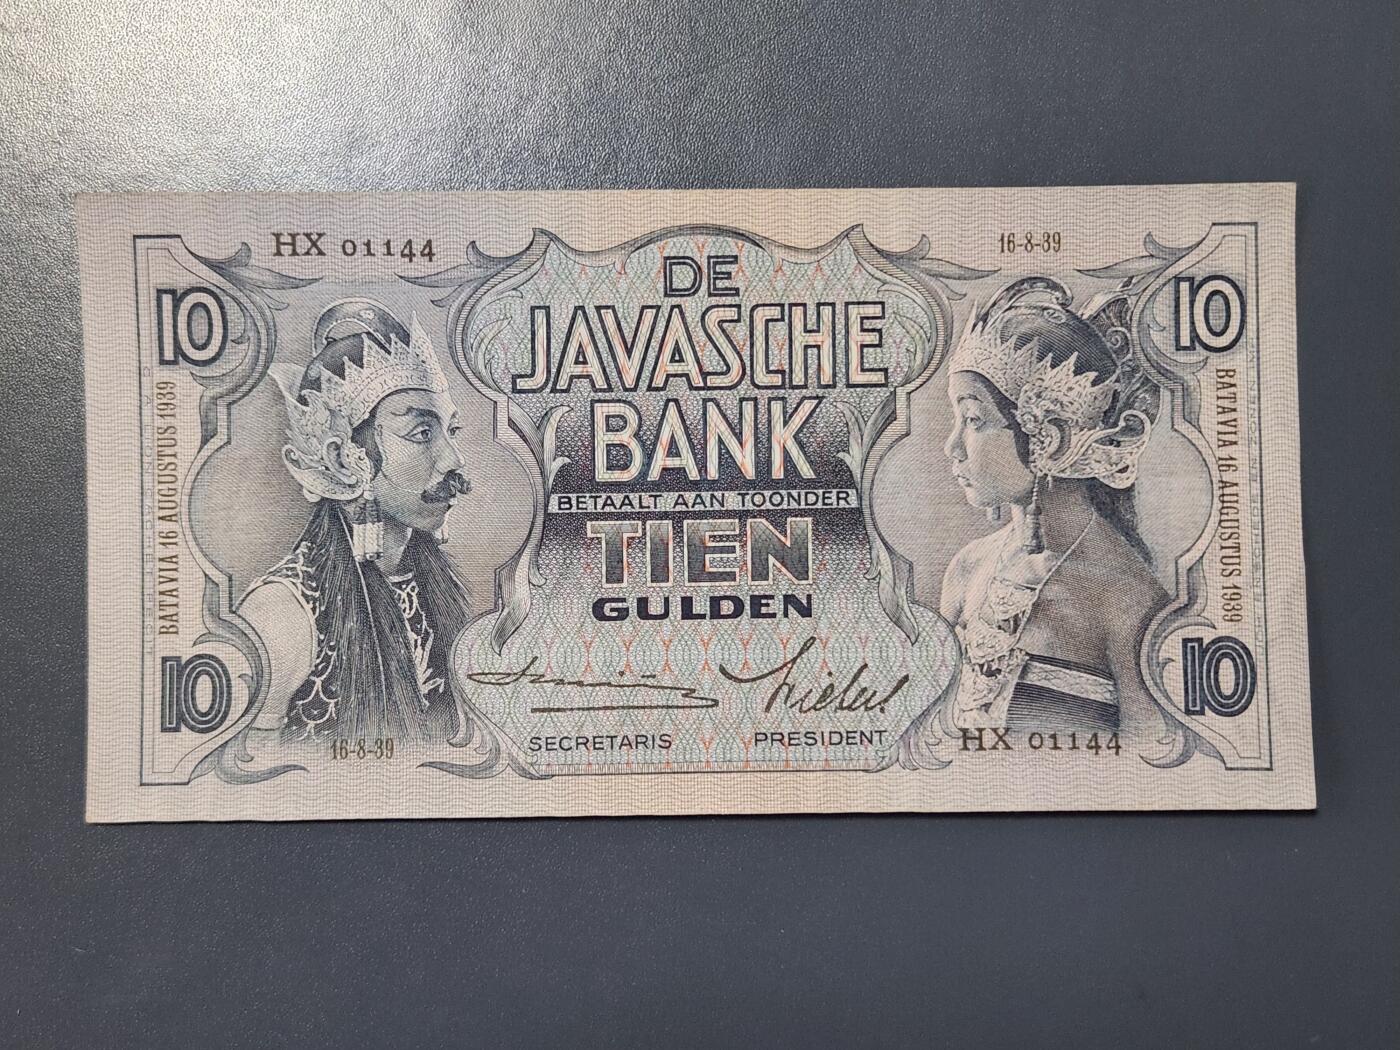 HX 01144
16-8-39
10
10
DE
JAVASCHE
BANK
BETAALT AAN TOONDER
TIEN
GULDEN
BATAVIA 16 AUGUSTUS 1939
BATAVIA 16 AUGUSTUS 1939
10
10
SECRETARIS
PRESIDENT
16-8-39
HX 01144